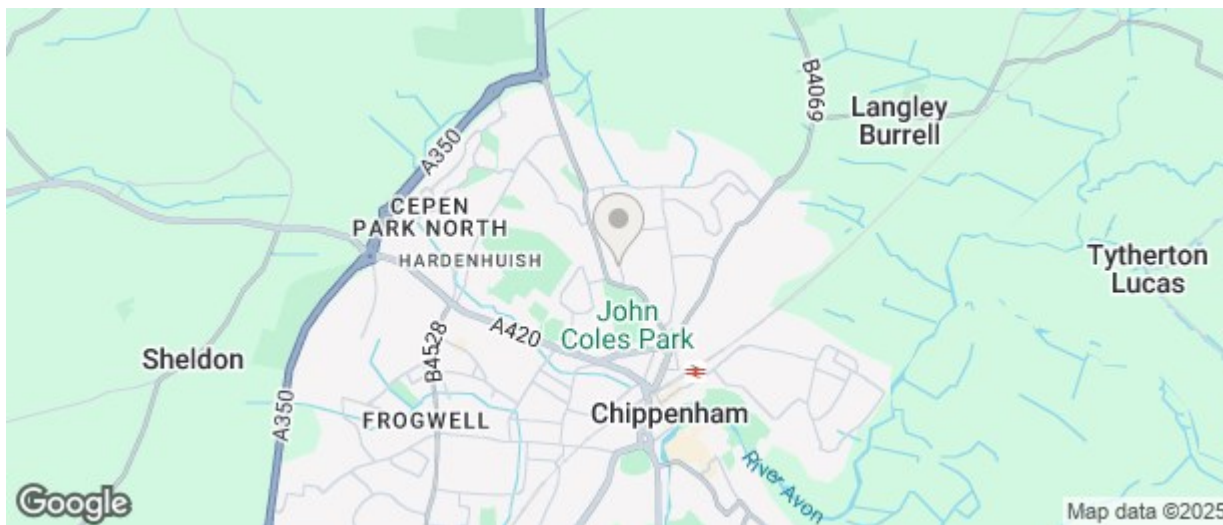 B4069
Langley
Burrell
A350
CEPEN
PARK NORTH
HARDENHUISH
Tytherton
Lucas
John
Coles Park
A420
B4528
Sheldon
A350
FROGWELL
Chippenham
River Avon
Google
Map data ©2025